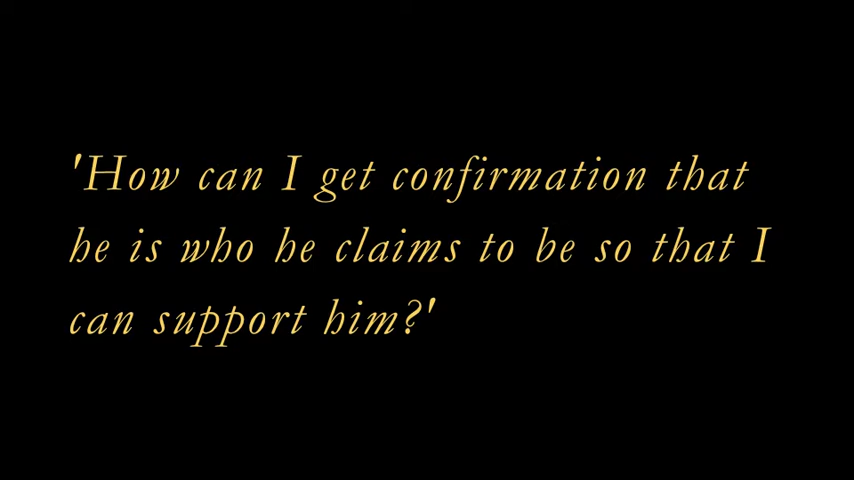 'How can I get confirmation that
he is who he claims to be so that I
can support him?'